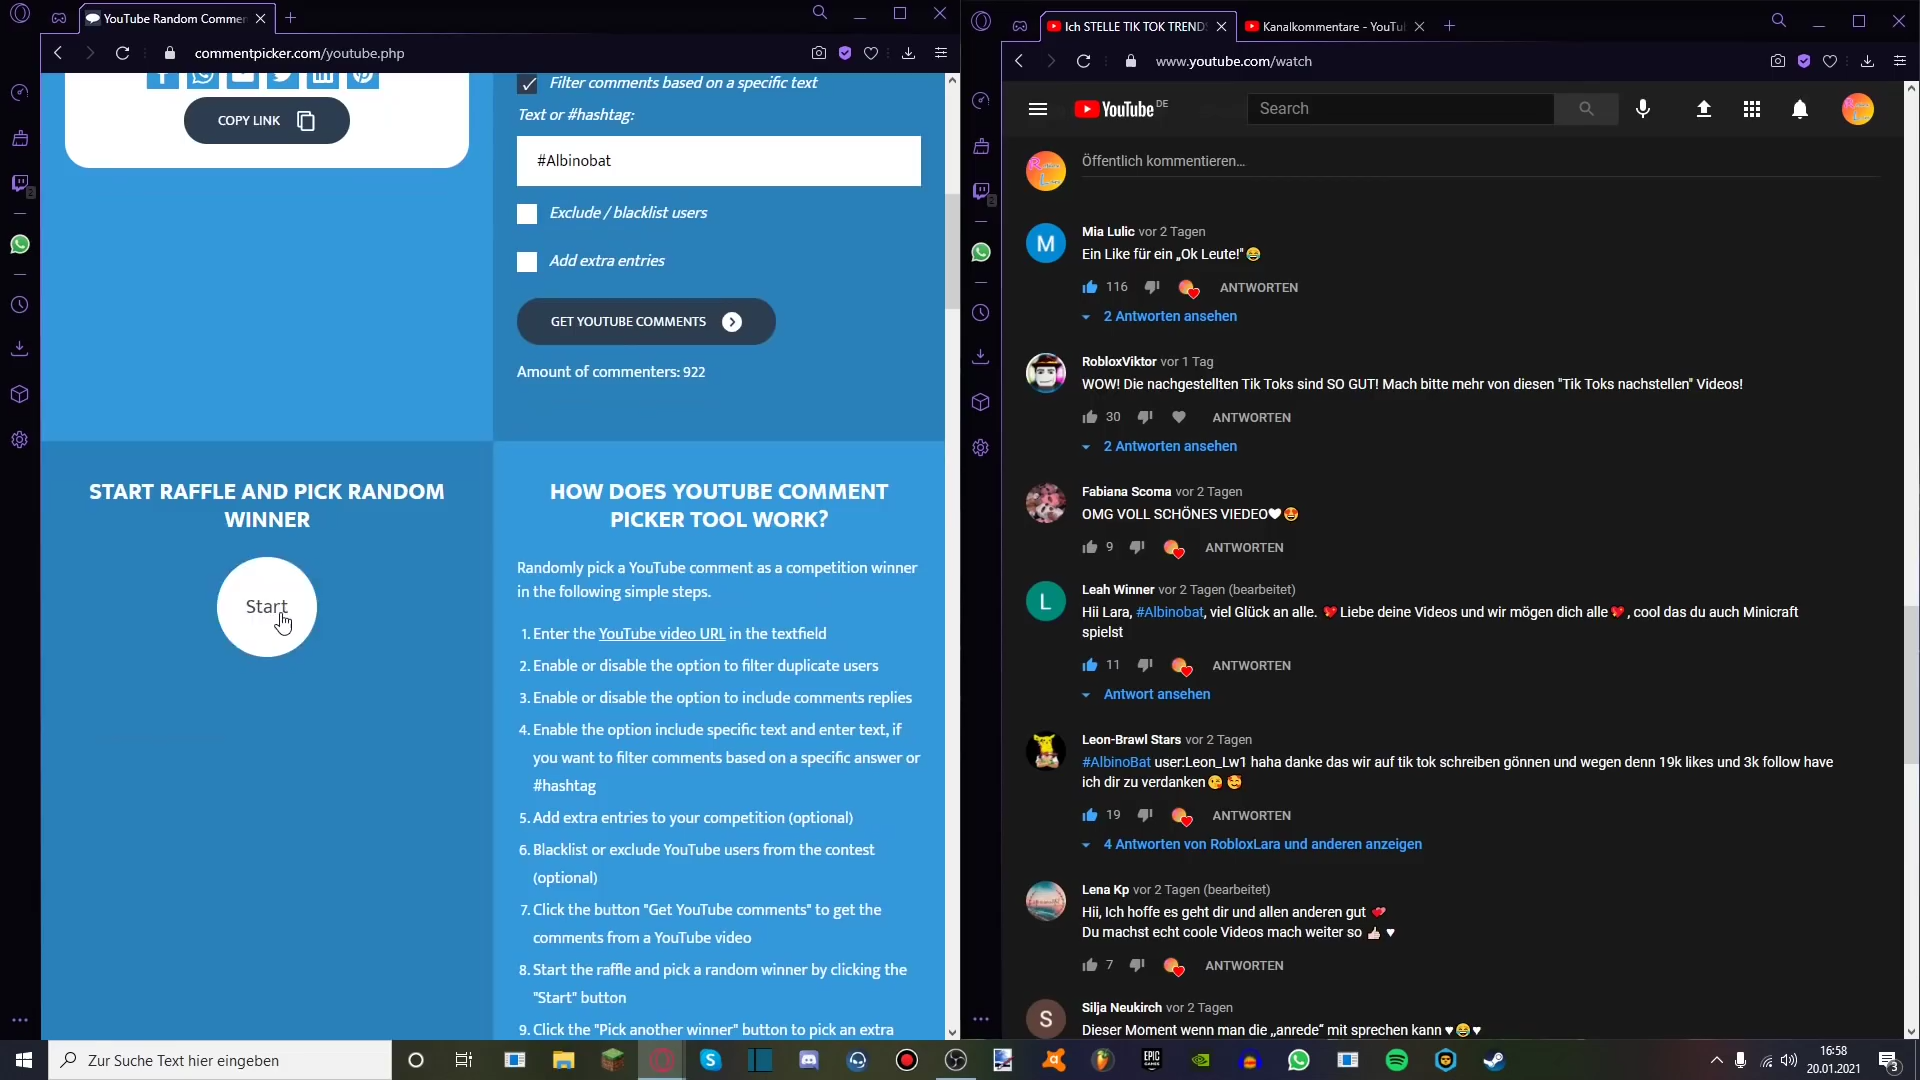 YouTube Random Commer
commentpicker.com/youtube.php
COPY LINK
Filter comments based on a specific text
Text or #hashtag:
#Albinobat
Exclude / blacklist users
Add extra entries
GET YOUTUBE COMMENTS
Amount of commenters: 922
START RAFFLE AND PICK RANDOM
WINNER
Start
HOW DOES YOUTUBE COMMENT
PICKER TOOL WORK?
Randomly pick a YouTube comment as a competition winner
in the following simple steps.
1. Enter the YouTube video URL in the textfield
2. Enable or disable the option to filter duplicate users
3. Enable or disable the option to include comments replies
4. Enable the option include specific text and enter text, if
you want to filter comments based on a specific answer or
#hashtag
5. Add extra entries to your competition (optional)
6. Blacklist or exclude YouTube users from the contest
(optional)
7. Click the button "Get YouTube comments" to get the
comments from a YouTube video
8. Start the raffle and pick a random winner by clicking the
"Start" button
9. Click the "Pick another winner" button to pick an extra
Ich STELLE TIK TOK TREND
Kanalkommentare - YouTu
www.youtube.com/watch
YouTube DE
Search
Öffentlich kommentieren...
M
Mia Lulic vor 2 Tagen
Ein Like für ein „Ok Leute!"😂
116 ANTWORTEN
2 Antworten ansehen
RobloxViktor vor 1 Tag
WOW! Die nachgestellten Tik Toks sind SO GUT! Mach bitte mehr von diesen "Tik Toks nachstellen" Videos!
30 ANTWORTEN
2 Antworten ansehen
Fabiana Scoma vor 2 Tagen
OMG VOLL SCHÖNES VIEDEO🤍🤩
9 ANTWORTEN
L
Leah Winner vor 2 Tagen (bearbeitet)
Hii Lara, #Albinobat, viel Glück an alle. 💖Liebe deine Videos und wir mögen dich alle💖, cool das du auch Minicraft
spielst
11 ANTWORTEN
Antwort ansehen
Leon-Brawl Stars vor 2 Tagen
#AlbinoBat user:Leon_Lw1 haha danke das wir auf tik tok schreiben gönnen und wegen denn 19k likes und 3k follow have
ich dir zu verdanken😘 🥰
19 ANTWORTEN
4 Antworten von RobloxLara und anderen anzeigen
Lena Kp vor 2 Tagen (bearbeitet)
Hii, Ich hoffe es geht dir und allen anderen gut 💕
Du machst echt coole Videos mach weiter so 👍🏻 ♥
7 ANTWORTEN
S
Silja Neukirch vor 2 Tagen
Dieser Moment wenn man die „anrede“ mit sprechen kann ♥😂♥
Zur Suche Text hier eingeben
EPIC
GAMES
16:58
20.01.2021
3